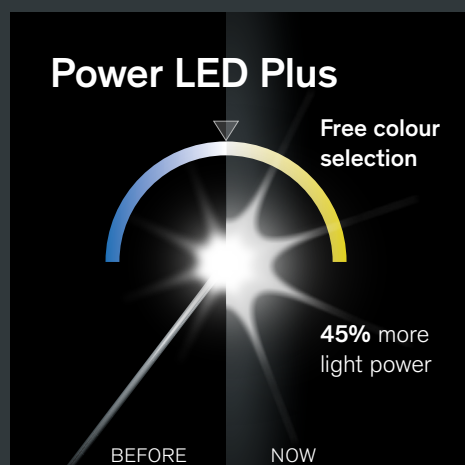 Power LED Plus
Free colour
selection
45% more
light power
BEFORE
NOW